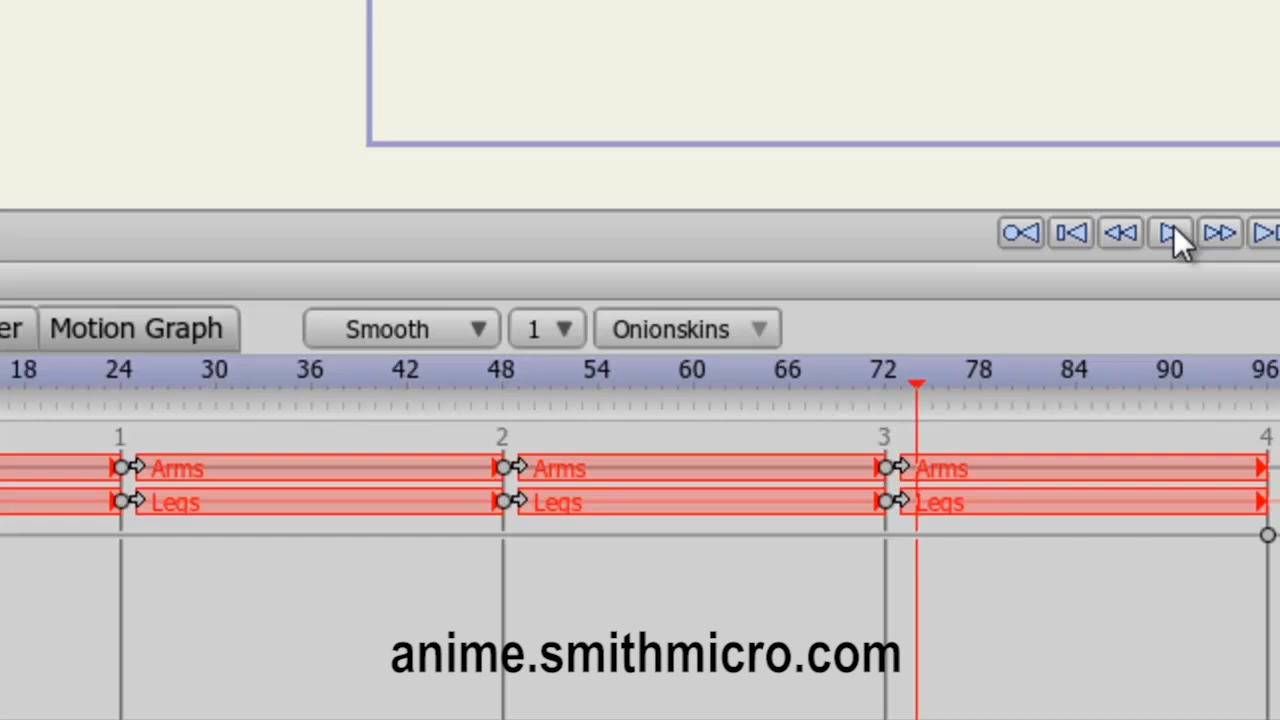 er Motion Graph Smooth 1 Onionskins
18 24 30 36 42 48 54 60 66 72 78 84 90 96
1 2 3 4
Arms Arms Arms
Legs Legs Legs
anime.smithmicro.com